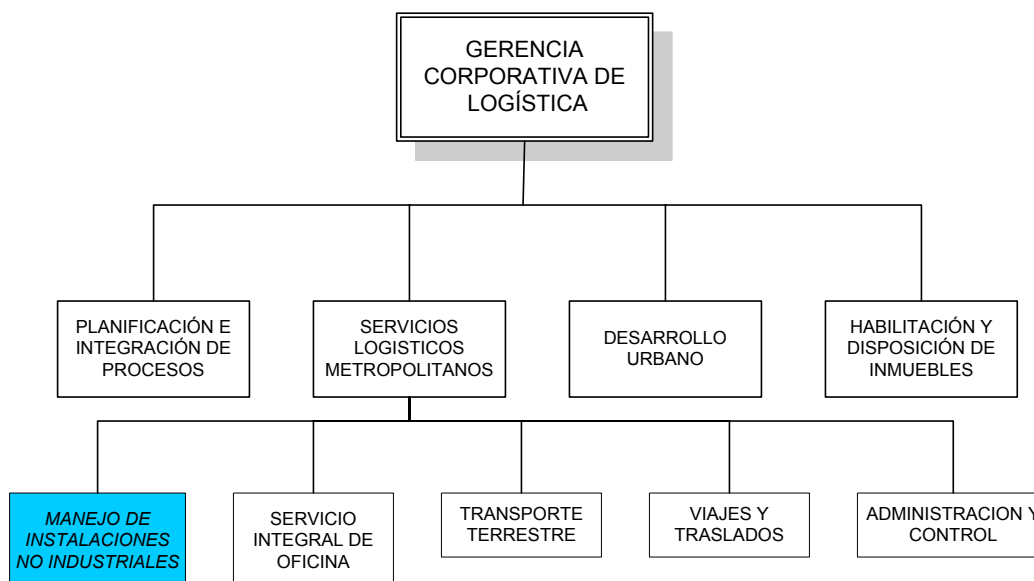 GERENCIA
CORPORATIVA DE
LOGÍSTICA
PLANIFICACIÓN E
INTEGRACIÓN DE
PROCESOS
SERVICIOS
LOGISTICOS
METROPOLITANOS
DESARROLLO
URBANO
HABILITACIÓN Y
DISPOSICIÓN DE
INMUEBLES
MANEJO DE
INSTALACIONES
NO INDUSTRIALES
SERVICIO
INTEGRAL DE
OFICINA
TRANSPORTE
TERRESTRE
VIAJES Y
TRASLADOS
ADMINISTRACION Y
CONTROL